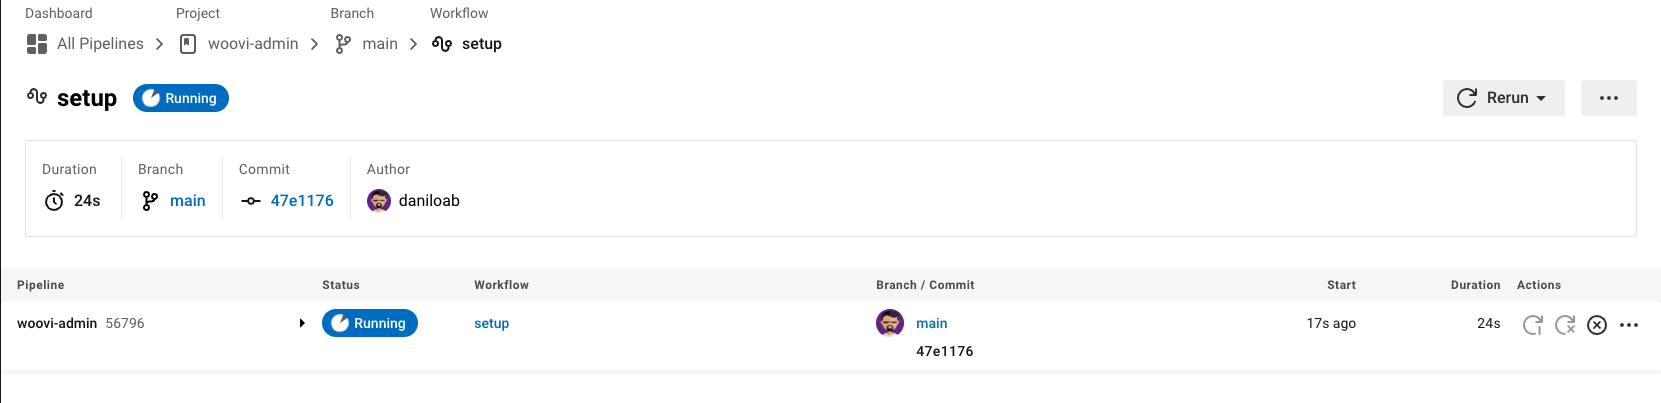 Dashboard Project Branch Workflow
All Pipelines woovi-admin main setup
setup Running Rerun
Duration Branch Commit Author
24s main 47e1176 daniloab
Pipeline Status Workflow Branch / Commit Start Duration Actions
woovi-admin 56796 Running setup main 17s ago 24s
47e1176